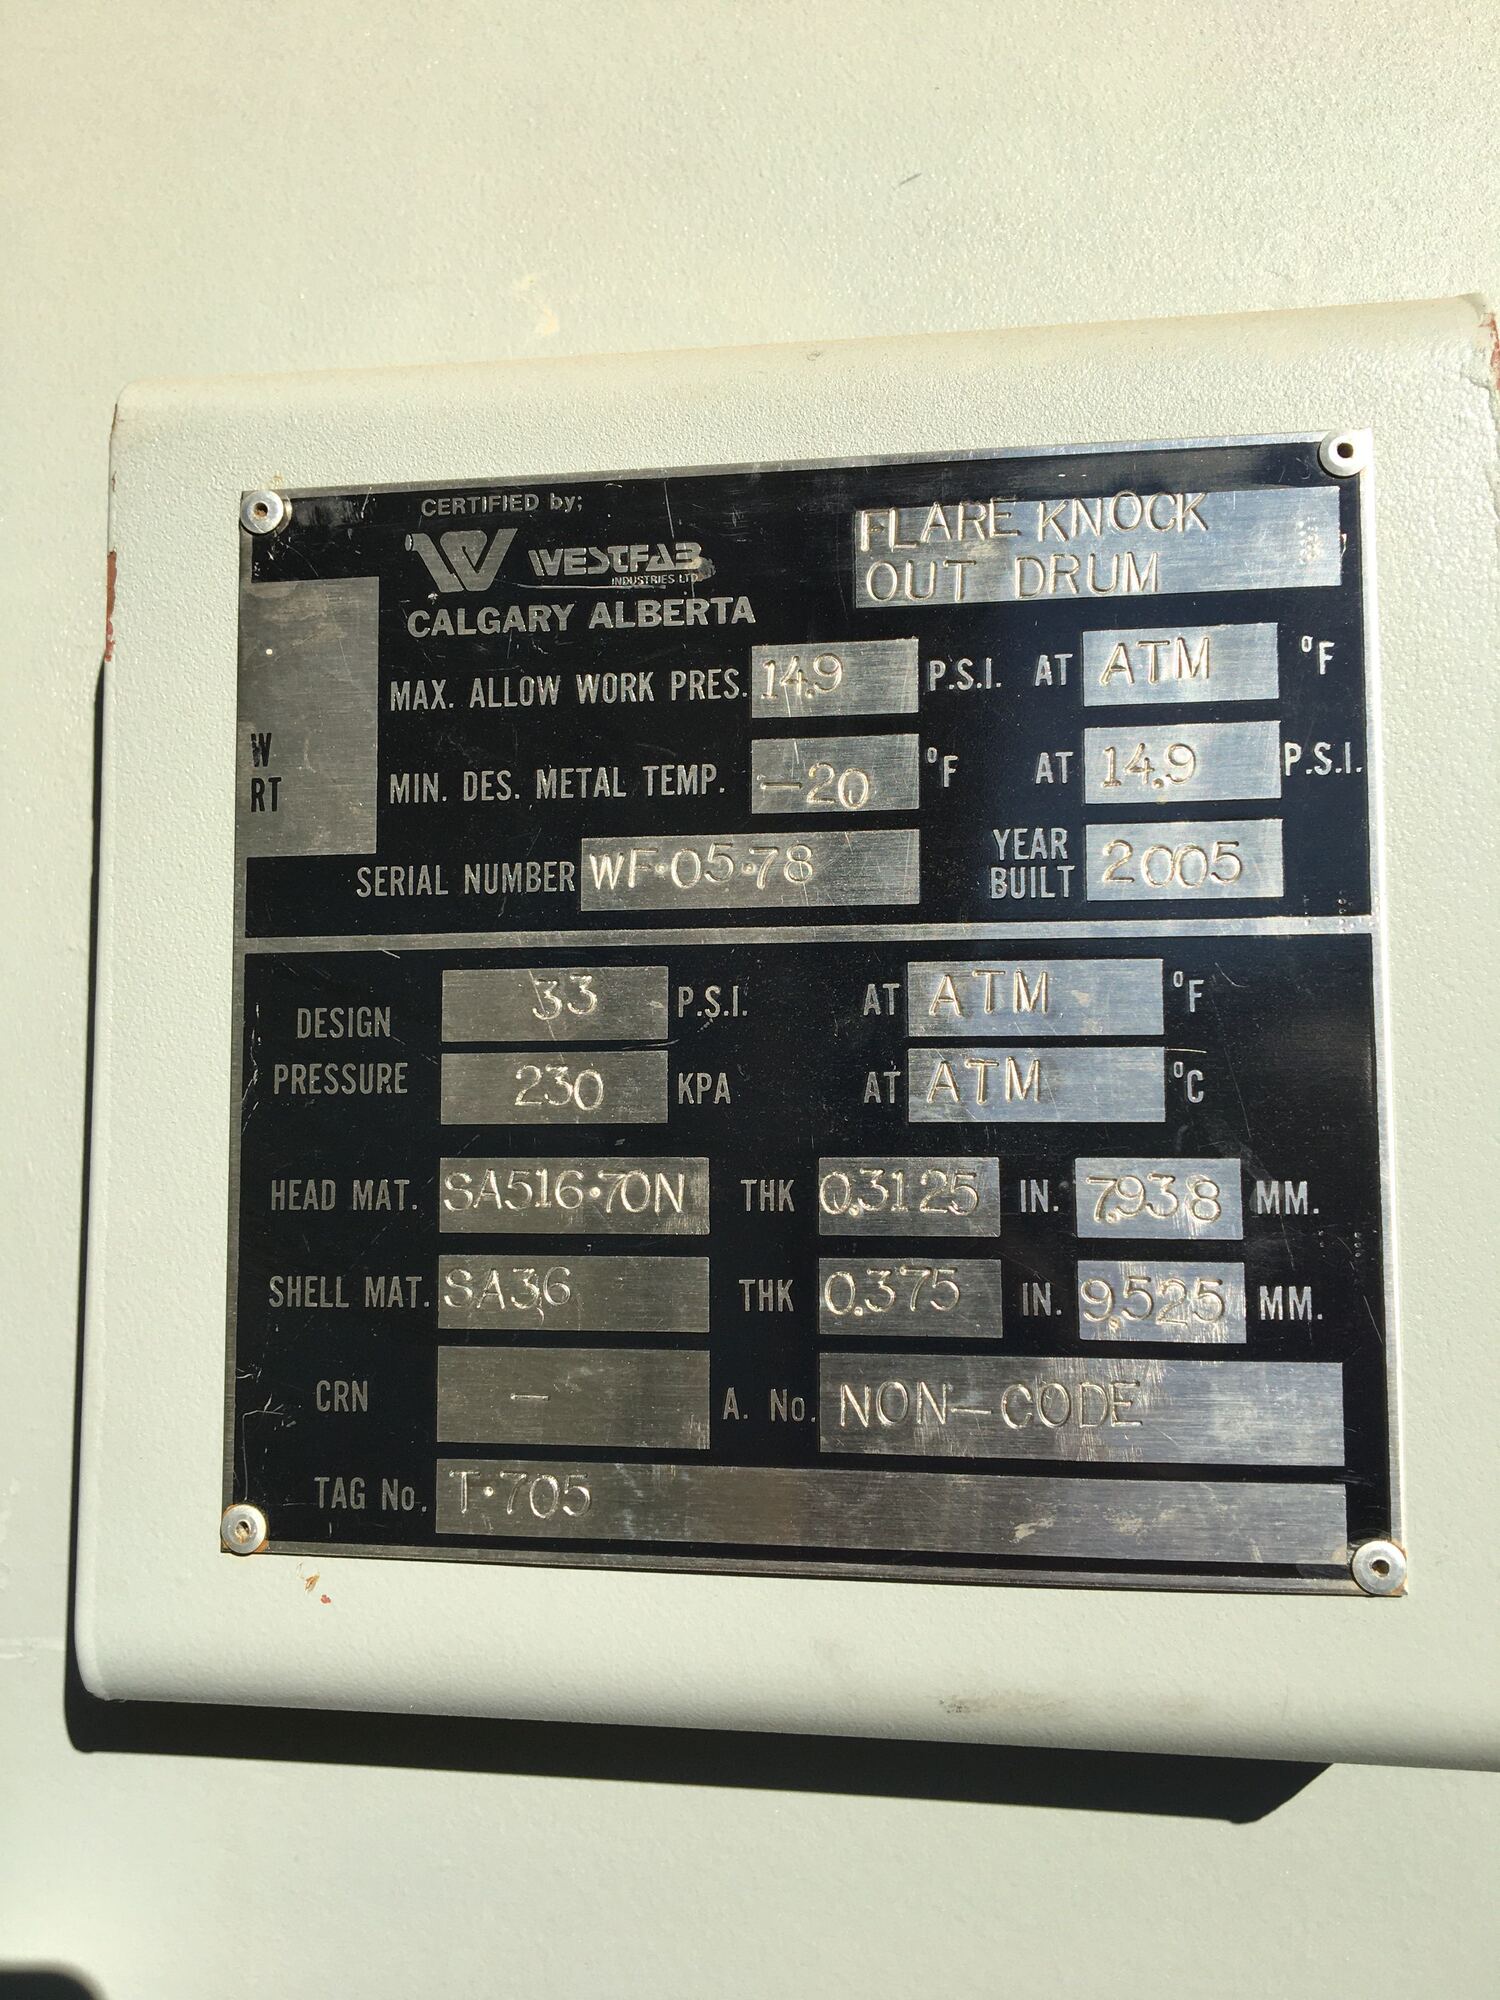 CERTIFIED by;
W WESTFAB
INDUSTRIES LTD
CALGARY ALBERTA
FLARE KNOCK
OUT DRUM
W
RT
MAX. ALLOW WORK PRES. 14.9 P.S.I. AT ATM °F
MIN. DES. METAL TEMP. -20 °F AT 14.9 P.S.I.
SERIAL NUMBER WF·05·78 YEAR BUILT 2005
DESIGN PRESSURE
33 P.S.I. AT ATM °F
230 KPA AT ATM °C
HEAD MAT. SA516·70N THK 0.3125 IN. 7.938 MM.
SHELL MAT. SA36 THK 0.375 IN. 9.525 MM.
CRN - A. No. NON-CODE
TAG No. T·705